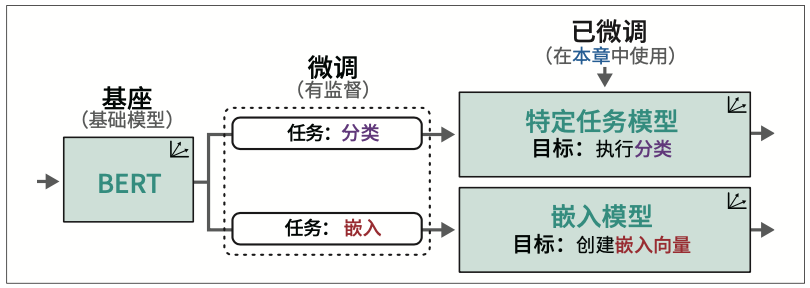 基座
（基础模型）
BERT
微调
（有监督）
任务：分类
任务：嵌入
已微调
（在本章中使用）
特定任务模型
目标：执行分类
嵌入模型
目标：创建嵌入向量